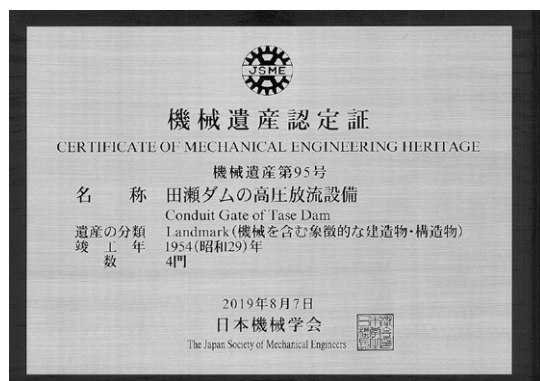 JSME
機械遺産認定証
CERTIFICATE OF MECHANICAL ENGINEERING HERITAGE
機械遺産第95号
名 称 田瀬ダムの高圧放流設備
Conduit Gate of Tase Dam
遺産の分類 Landmark(機械を含む象徴的な建造物・構造物)
竣工年 1954(昭和29)年
数 4門
2019年8月7日
日本機械学会
The Japan Society of Mechanical Engineers